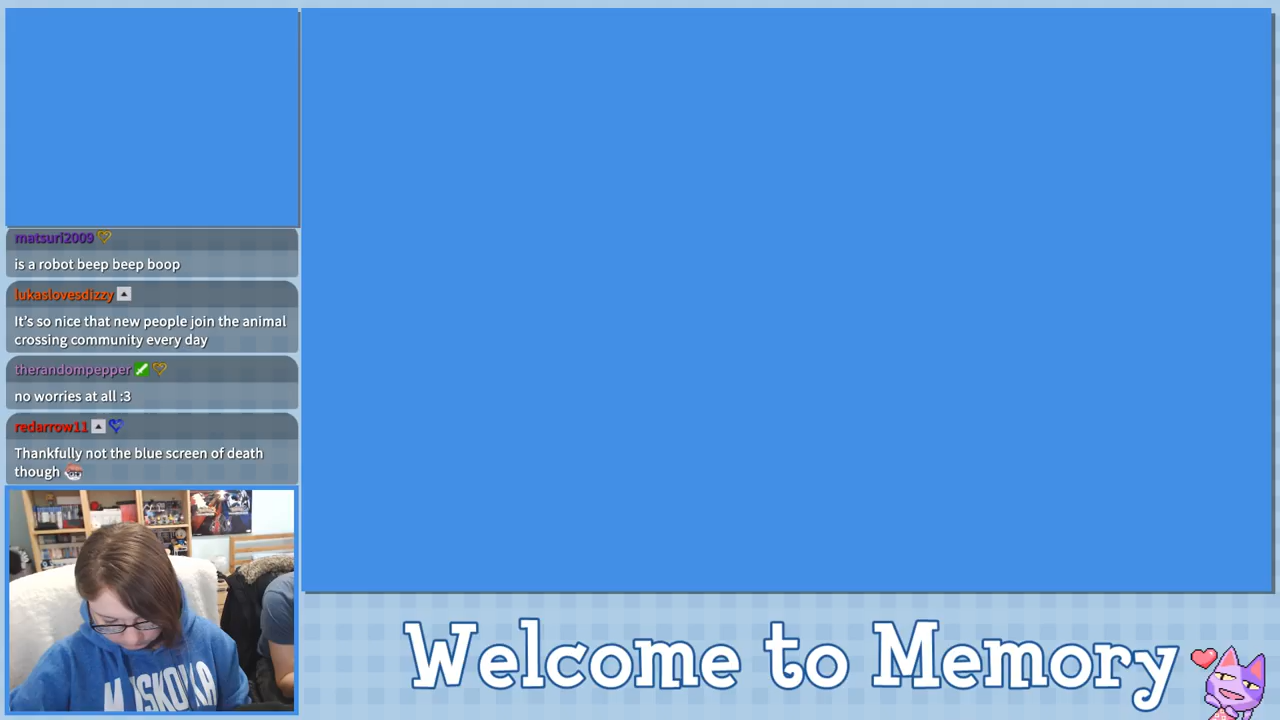 matsuri2009
is a robot beep beep boop
lukaslovesdizzy
It's so nice that new people join the animal
crossing community every day
therandompepper
no worries at all :3
redarrow11
Thankfully not the blue screen of death
though
MUSKOKA
Welcome to Memory